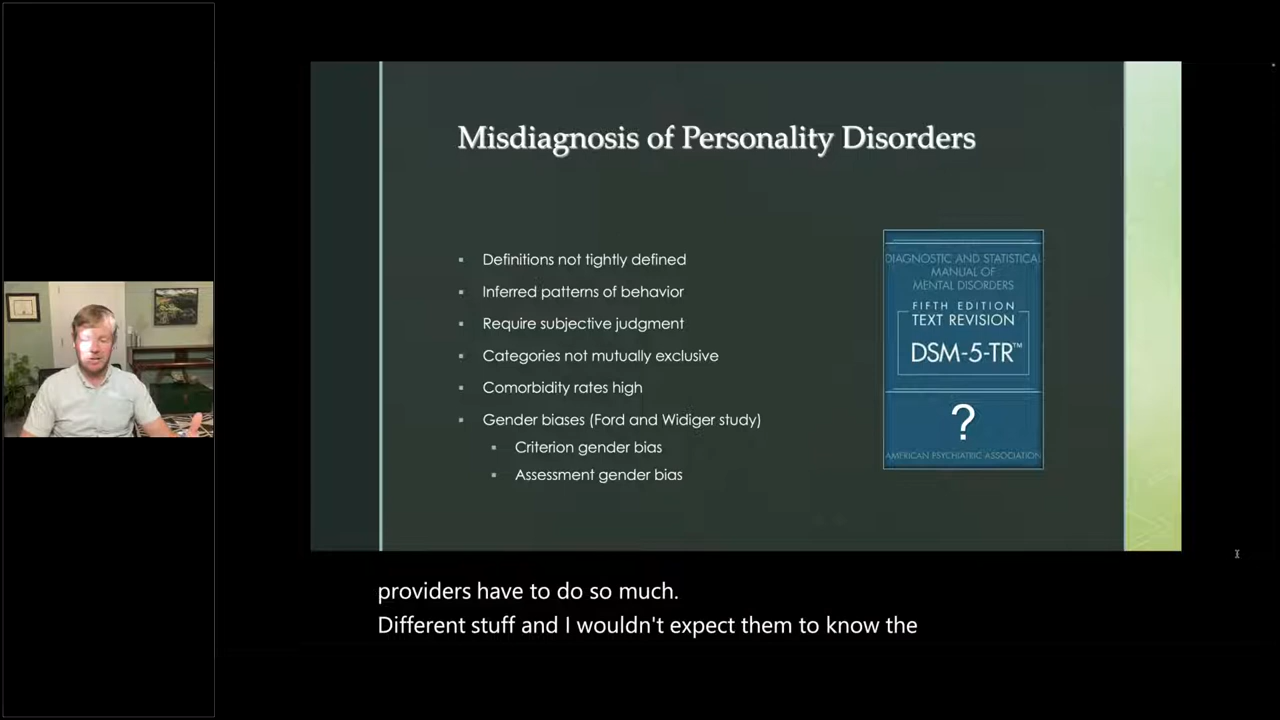 Misdiagnosis of Personality Disorders
Definitions not tightly defined
Inferred patterns of behavior
Require subjective judgment
Categories not mutually exclusive
Comorbidity rates high
Gender biases (Ford and Widiger study)
Criterion gender bias
Assessment gender bias
DIAGNOSTIC AND STATISTICAL
MANUAL OF
MENTAL DISORDERS
FIFTH EDITION
TEXT REVISION
DSM-5-TR™
?
AMERICAN PSYCHIATRIC ASSOCIATION
providers have to do so much.
Different stuff and I wouldn't expect them to know the